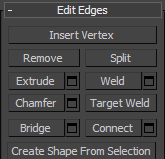 - Edit Edges
Insert Vertex
Remove Split
Extrude Weld
Chamfer Target Weld
Bridge Connect
Create Shape From Selection